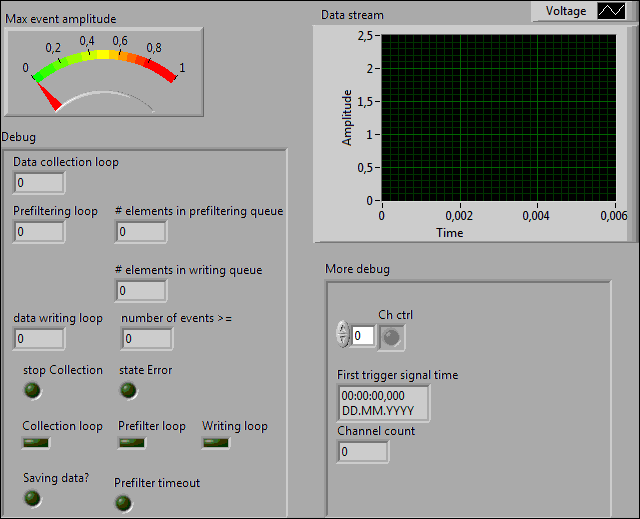 Max event amplitude
0
0,2
0,4
0,6
0,8
1
Data stream
Voltage
2,5
2
1,5
1
0,5
0
Amplitude
0
0,002
0,004
0,006
Time
Debug
Data collection loop
0
Prefiltering loop
0
# elements in prefiltering queue
0
# elements in writing queue
0
data writing loop
0
number of events >=
0
stop Collection
state Error
Collection loop
Prefilter loop
Writing loop
Saving data?
Prefilter timeout
More debug
0
Ch ctrl
First trigger signal time
00:00:00,000
DD.MM.YYYY
Channel count
0